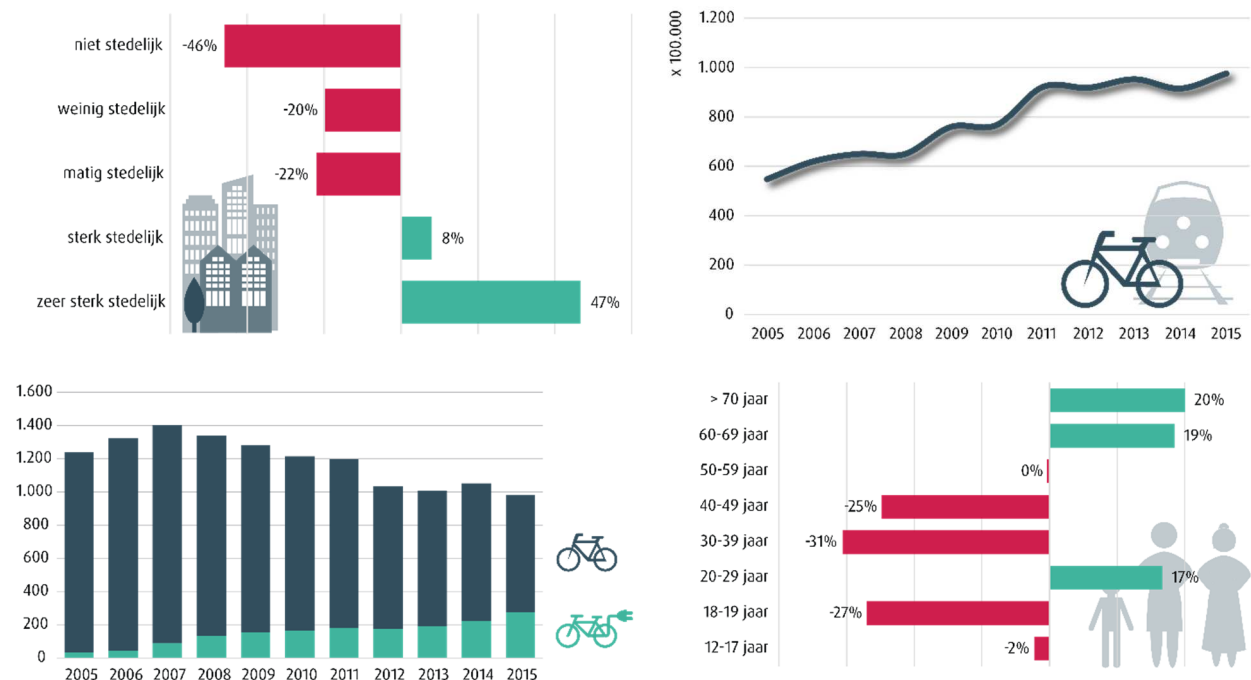 niet stedelijk -46%
weinig stedelijk -20%
matig stedelijk -22%
sterk stedelijk 8%
zeer sterk stedelijk 47%
x 100.000
1.200
1.000
800
600
400
200
0
2005 2006 2007 2008 2009 2010 2011 2012 2013 2014 2015
1.600
1.400
1.200
1.000
800
600
400
200
0
2005 2006 2007 2008 2009 2010 2011 2012 2013 2014 2015
> 70 jaar 20%
60-69 jaar 19%
50-59 jaar 0%
40-49 jaar -25%
30-39 jaar -31%
20-29 jaar 17%
18-19 jaar -27%
12-17 jaar -2%